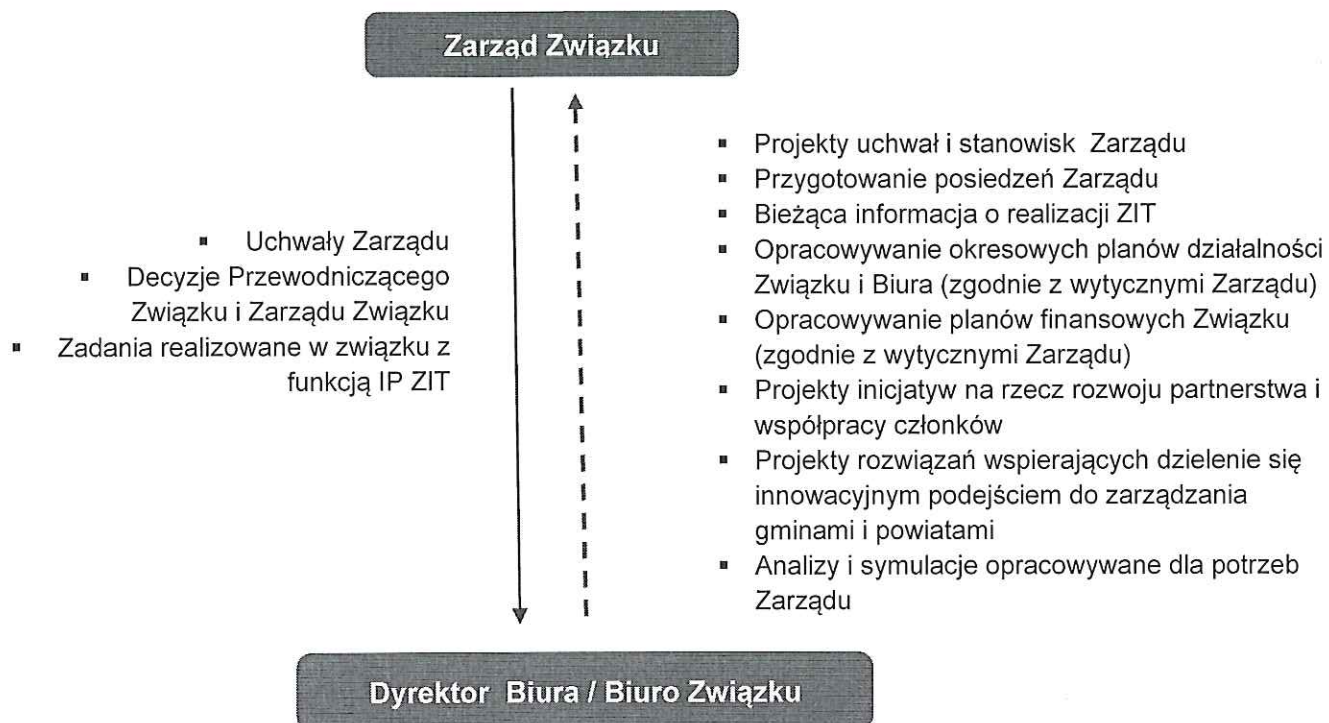 Zarząd Związku
▪ Uchwały Zarządu
▪ Decyzje Przewodniczącego
Związku i Zarządu Związku
▪ Zadania realizowane w związku z
funkcją IP ZIT
▪ Projekty uchwał i stanowisk Zarządu
▪ Przygotowanie posiedzeń Zarządu
▪ Bieżąca informacja o realizacji ZIT
▪ Opracowywanie okresowych planów działalności
Związku i Biura (zgodnie z wytycznymi Zarządu)
▪ Opracowywanie planów finansowych Związku
(zgodnie z wytycznymi Zarządu)
▪ Projekty inicjatyw na rzecz rozwoju partnerstwa i
współpracy członków
▪ Projekty rozwiązań wspierających dzielenie się
innowacyjnym podejściem do zarządzania
gminami i powiatami
▪ Analizy i symulacje opracowywane dla potrzeb
Zarządu
Dyrektor Biura / Biuro Związku